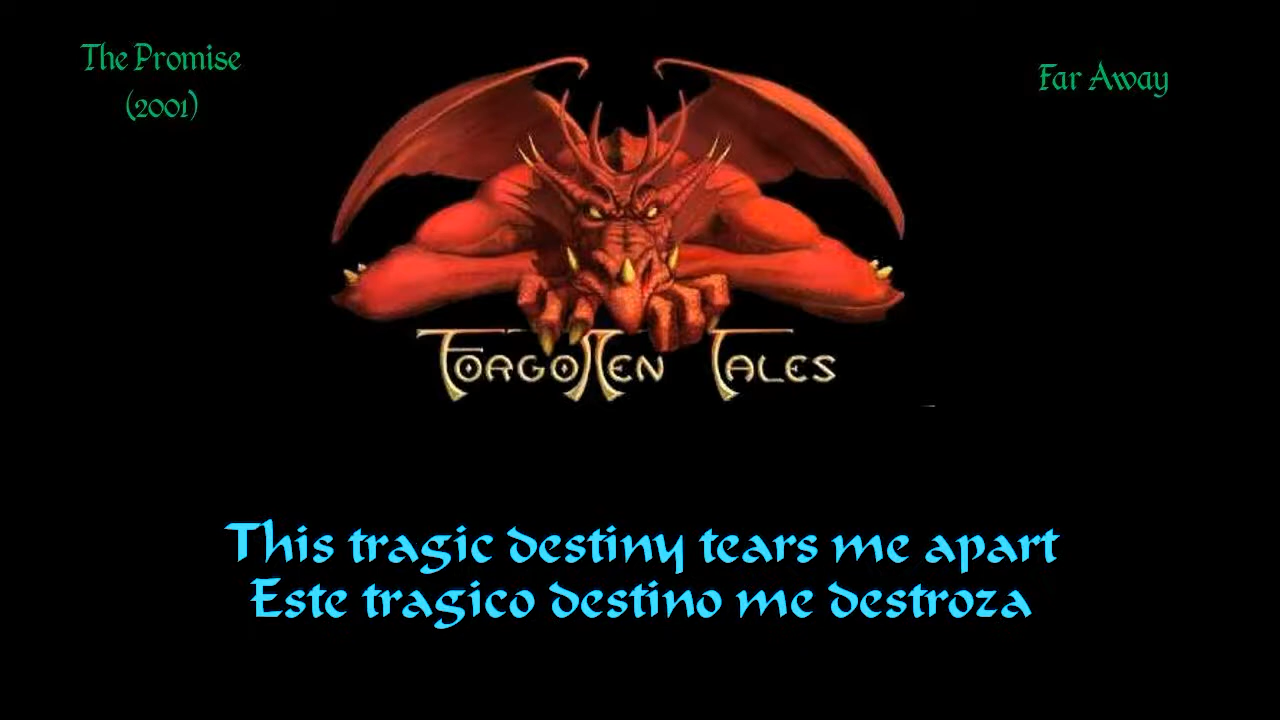 The Promise
(2001)
Far Away
Forgotten Tales
This tragic destiny tears me apart
Este tragico destino me destroza